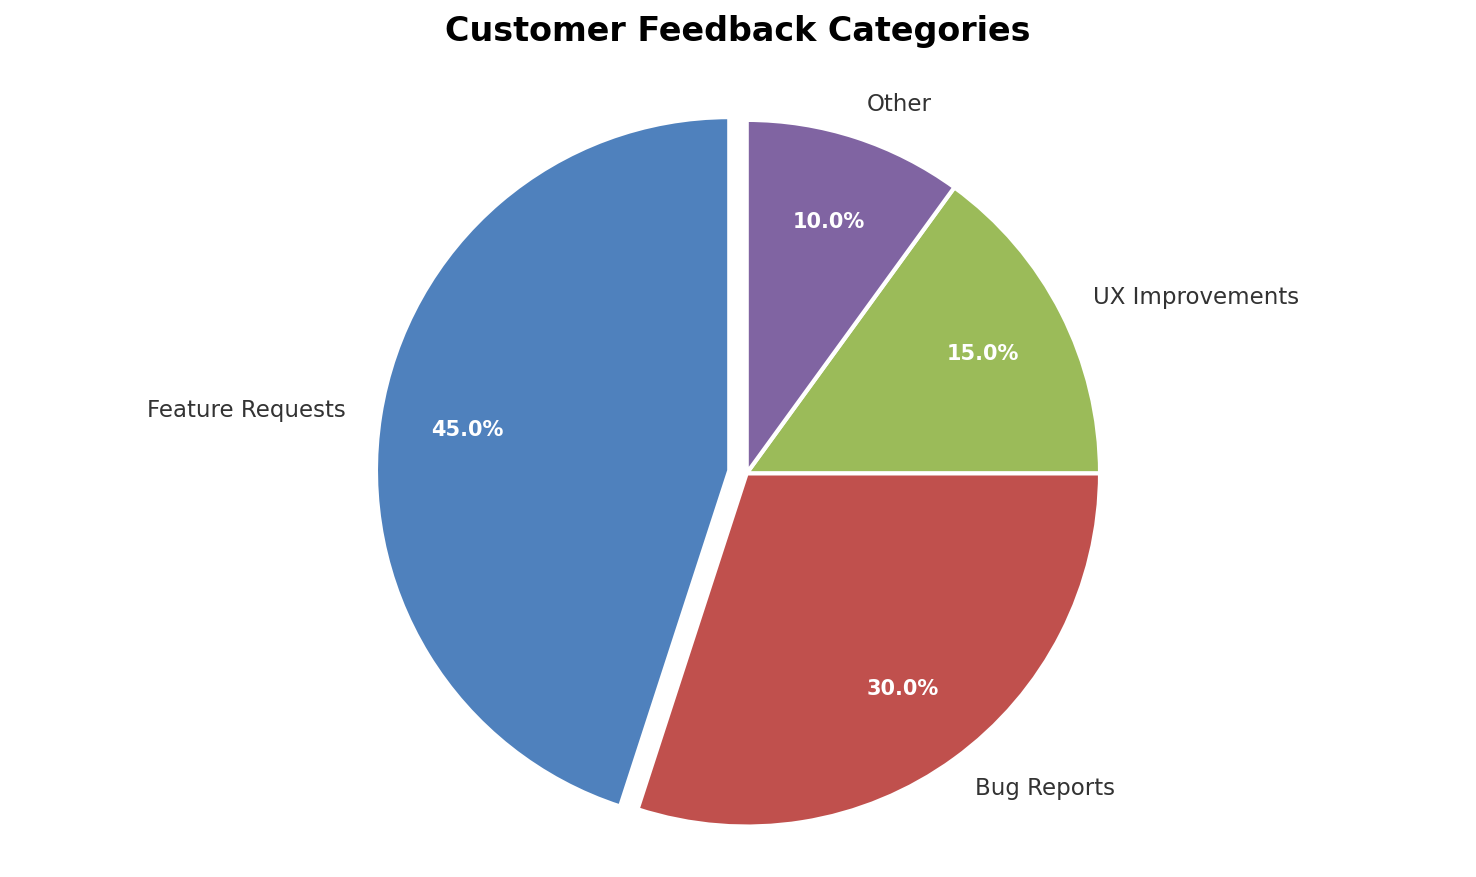 Customer Feedback Categories
Other
10.0%
UX Improvements
15.0%
Feature Requests
45.0%
30.0%
Bug Reports